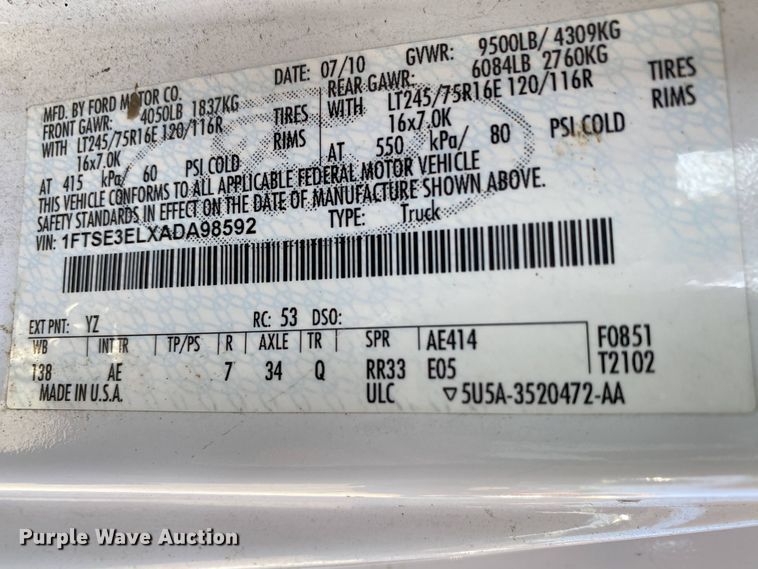 MFD. BY FORD MOTOR CO. DATE: 07/10 GVWR: 9500LB/ 4309KG
FRONT GAWR: 4050LB 1837KG REAR GAWR: 6084LB 2760KG
WITH LT245/75R16E 120/116R TIRES WITH LT245/75R16E 120/116R TIRES
16x7.0K RIMS 16x7.0K RIMS
AT 415 kPa/ 60 PSI COLD AT 550 kPa/ 80 PSI COLD
THIS VEHICLE CONFORMS TO ALL APPLICABLE FEDERAL MOTOR VEHICLE
SAFETY STANDARDS IN EFFECT ON THE DATE OF MANUFACTURE SHOWN ABOVE.
VIN: 1FTSE3ELXADA98592 TYPE: Truck
EXT PNT: YZ RC: 53 DSO:
WB INT TR TP/PS R AXLE TR SPR AE414 F0851
138 AE 7 34 Q RR33 E05 T2102
MADE IN U.S.A. ULC ▽5U5A-3520472-AA
Purple Wave Auction